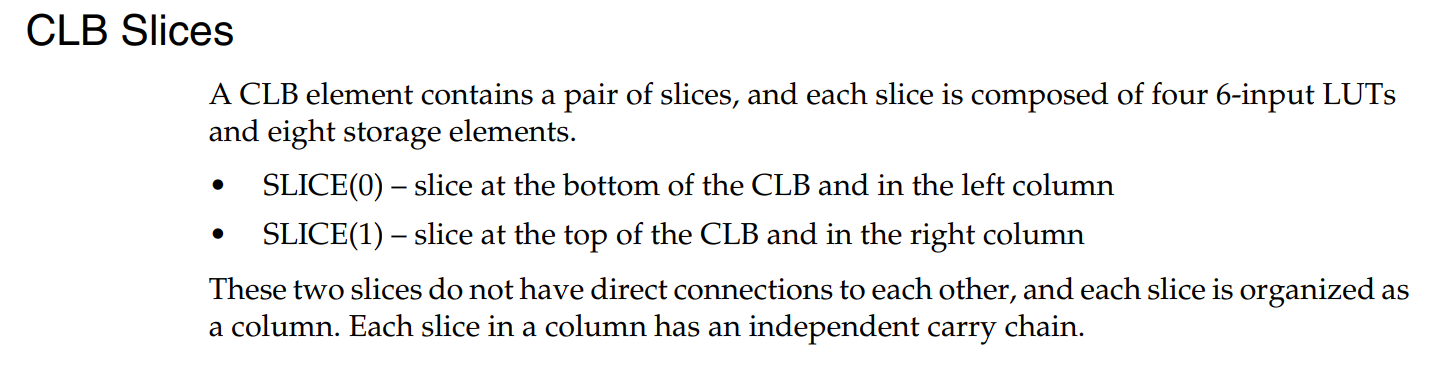 CLB Slices
A CLB element contains a pair of slices, and each slice is composed of four 6-input LUTs
and eight storage elements.
• SLICE(0) – slice at the bottom of the CLB and in the left column
• SLICE(1) – slice at the top of the CLB and in the right column
These two slices do not have direct connections to each other, and each slice is organized as
a column. Each slice in a column has an independent carry chain.